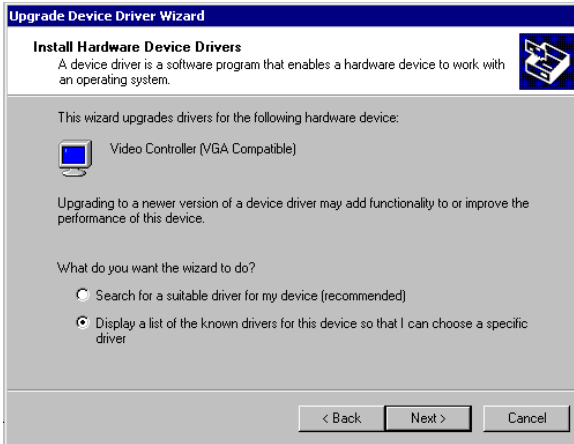 Upgrade Device Driver Wizard
Install Hardware Device Drivers
A device driver is a software program that enables a hardware device to work with
an operating system.
This wizard upgrades drivers for the following hardware device:
Video Controller (VGA Compatible)
Upgrading to a newer version of a device driver may add functionality to or improve the
performance of this device.
What do you want the wizard to do?
Search for a suitable driver for my device (recommended)
Display a list of the known drivers for this device so that I can choose a specific
driver
< Back Next > Cancel